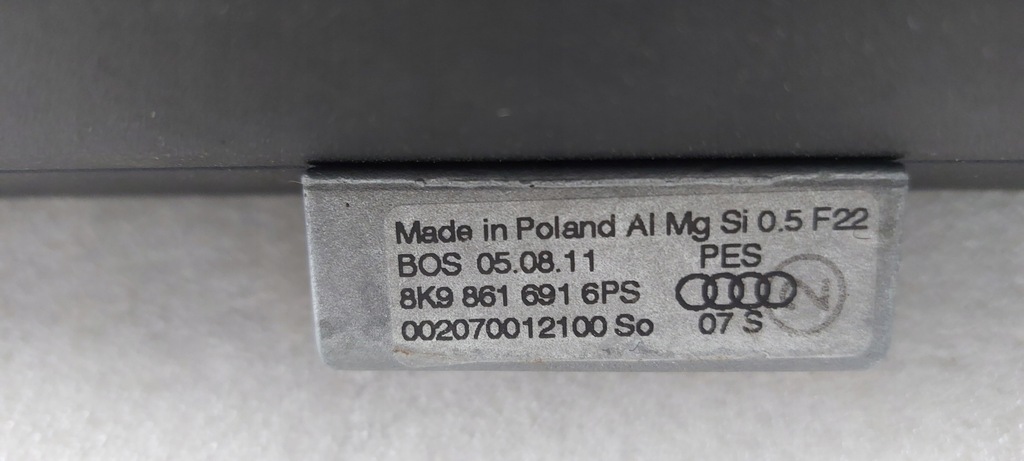 Made in Poland Al Mg Si 0.5 F22
BOS 05.08.11 PES
8K9 861 691 6PS
002070012100 So 07 S